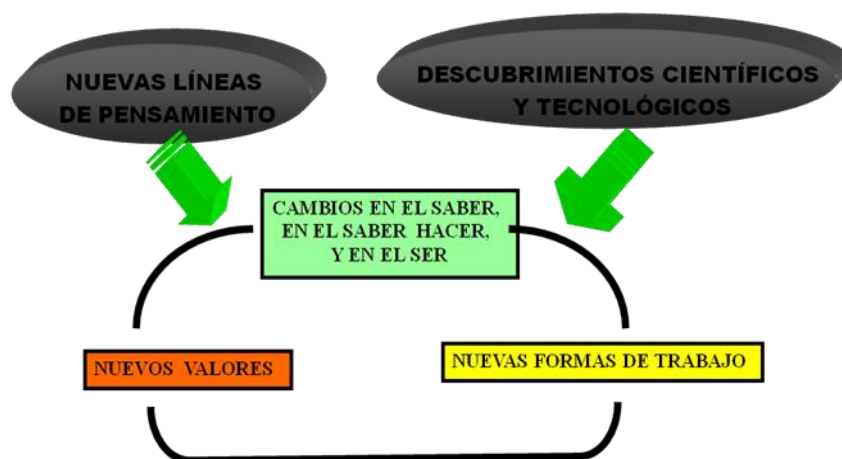 NUEVAS LÍNEAS
DE PENSAMIENTO
DESCUBRIMIENTOS CIENTÍFICOS
Y TECNOLÓGICOS
CAMBIOS EN EL SABER,
EN EL SABER HACER,
Y EN EL SER
NUEVOS VALORES
NUEVAS FORMAS DE TRABAJO